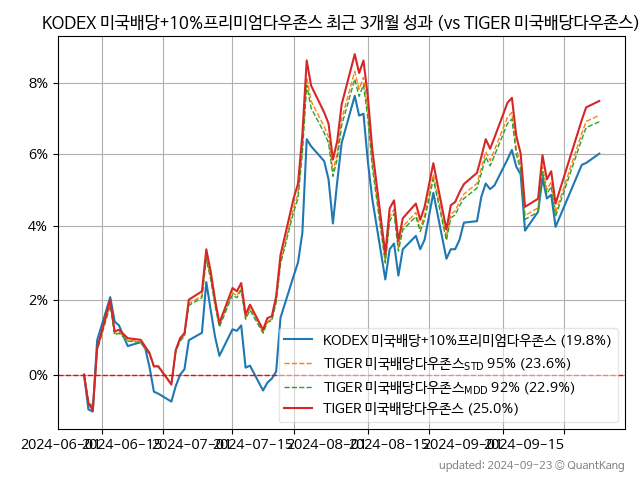 KODEX 미국배당+10%프리미엄다우존스 최근 3개월 성과 (vs TIGER 미국배당다우존스)
8%
6%
4%
2%
0%
KODEX 미국배당+10%프리미엄다우존스 (19.8%)
TIGER 미국배당다우존스STD 95% (23.6%)
TIGER 미국배당다우존스MDD 92% (22.9%)
TIGER 미국배당다우존스 (25.0%)
2024-06-01 2024-06-15 2024-07-01 2024-07-15 2024-08-01 2024-08-15 2024-09-01 2024-09-15
updated: 2024-09-23 © QuantKang